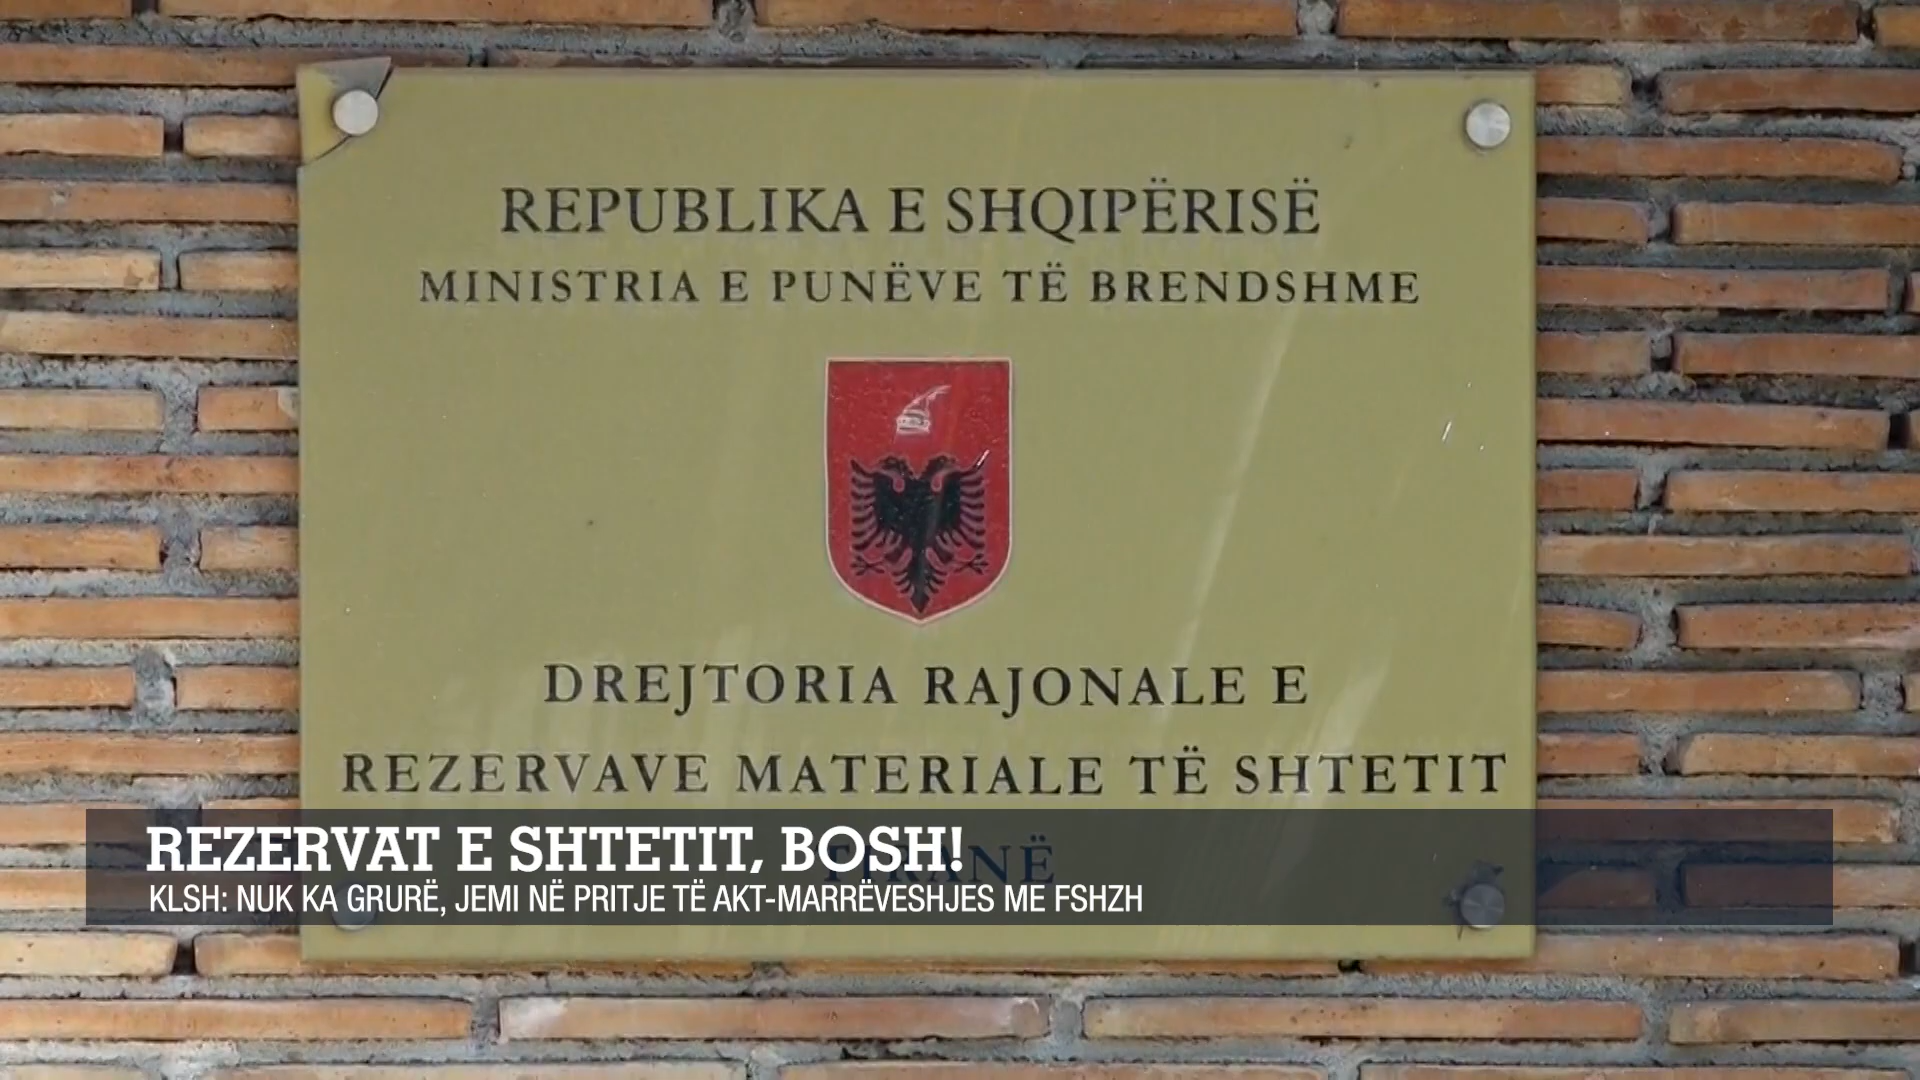 REPUBLIKA E SHQIPËRISË
MINISTRIA E PUNËVE TË BRENDSHME
DREJTORIA RAJONALE E
REZERVAVE MATERIALE TË SHTETIT
TIRANË
REZERVAT E SHTETIT, BOSH!
KLSH: NUK KA GRURË, JEMI NË PRITJE TË AKT-MARRËVESHJES ME FSHZH